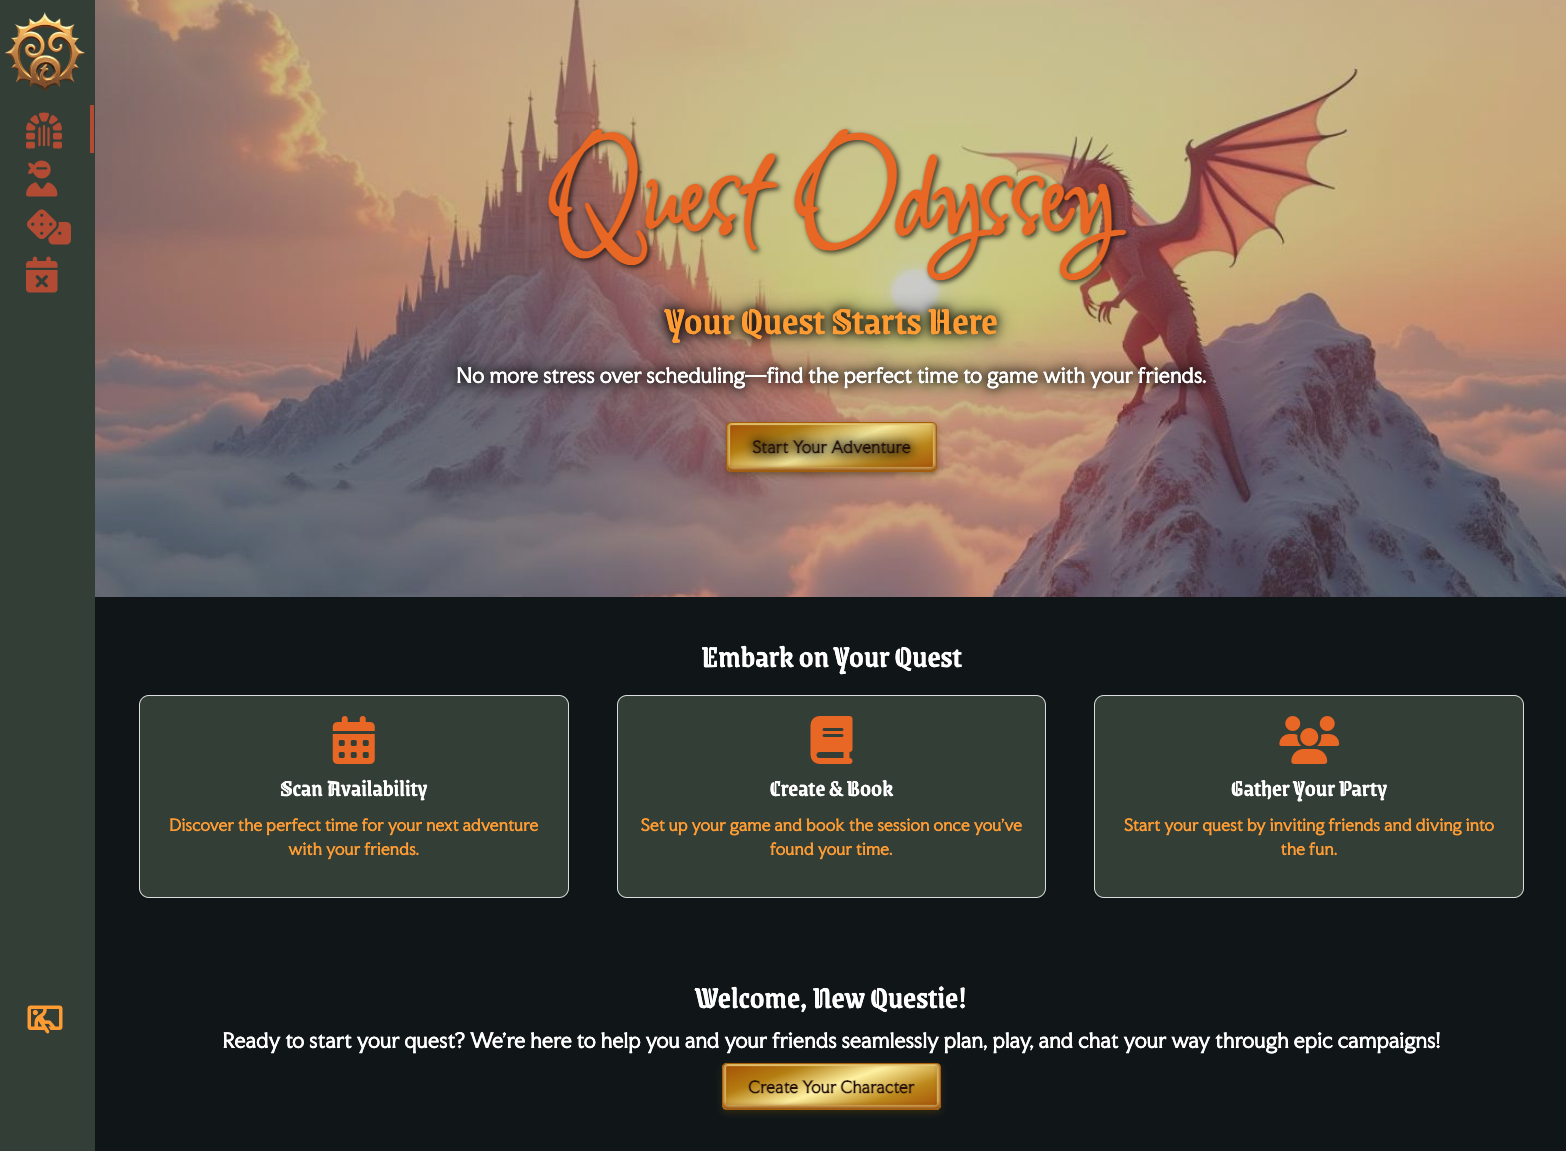 Quest Odyssey
Your Quest Starts Here
No more stress over scheduling—find the perfect time to game with your friends.
Start Your Adventure
Embark on Your Quest
Scan Availability
Discover the perfect time for your next adventure
with your friends.
Create & Book
Set up your game and book the session once you've
found your time.
Gather Your Party
Start your quest by inviting friends and diving into
the fun.
Welcome, New Questie!
Ready to start your quest? We're here to help you and your friends seamlessly plan, play, and chat your way through epic campaigns!
Create Your Character